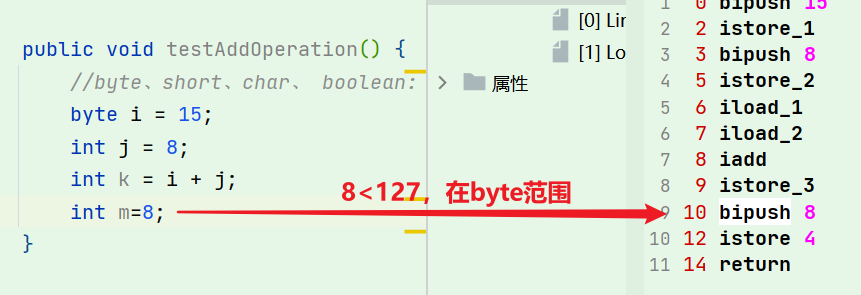 public void testAddOperation() {
//byte、short、char、 boolean:
byte i = 15;
int j = 8;
int k = i + j;
int m=8;
}
[0] Lin
[1] Lo
属性
8<127，在byte范围
1 0 bipush 15
2 2 istore_1
3 3 bipush 8
4 5 istore_2
5 6 iload_1
6 7 iload_2
7 8 iadd
8 9 istore_3
9 10 bipush 8
10 12 istore 4
11 14 return